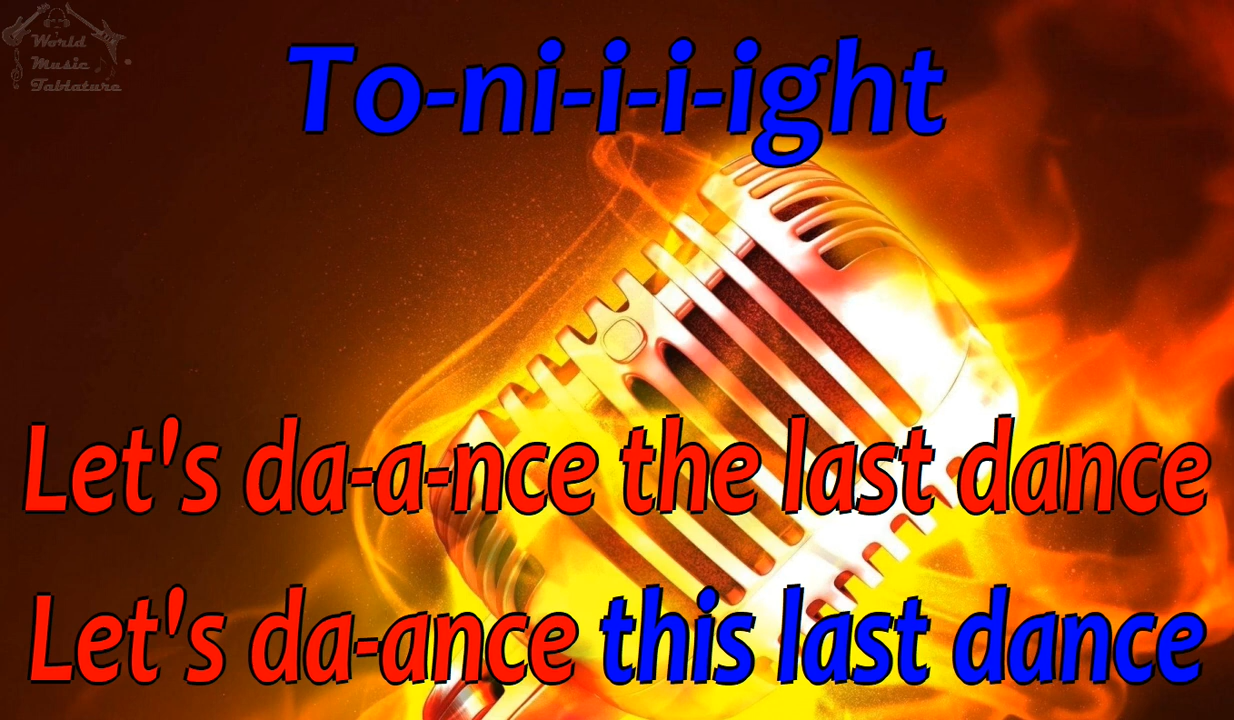 World
Music
Tablature
To-ni-i-i-ight
Let's da-a-nce the last dance
Let's da-ance this last dance